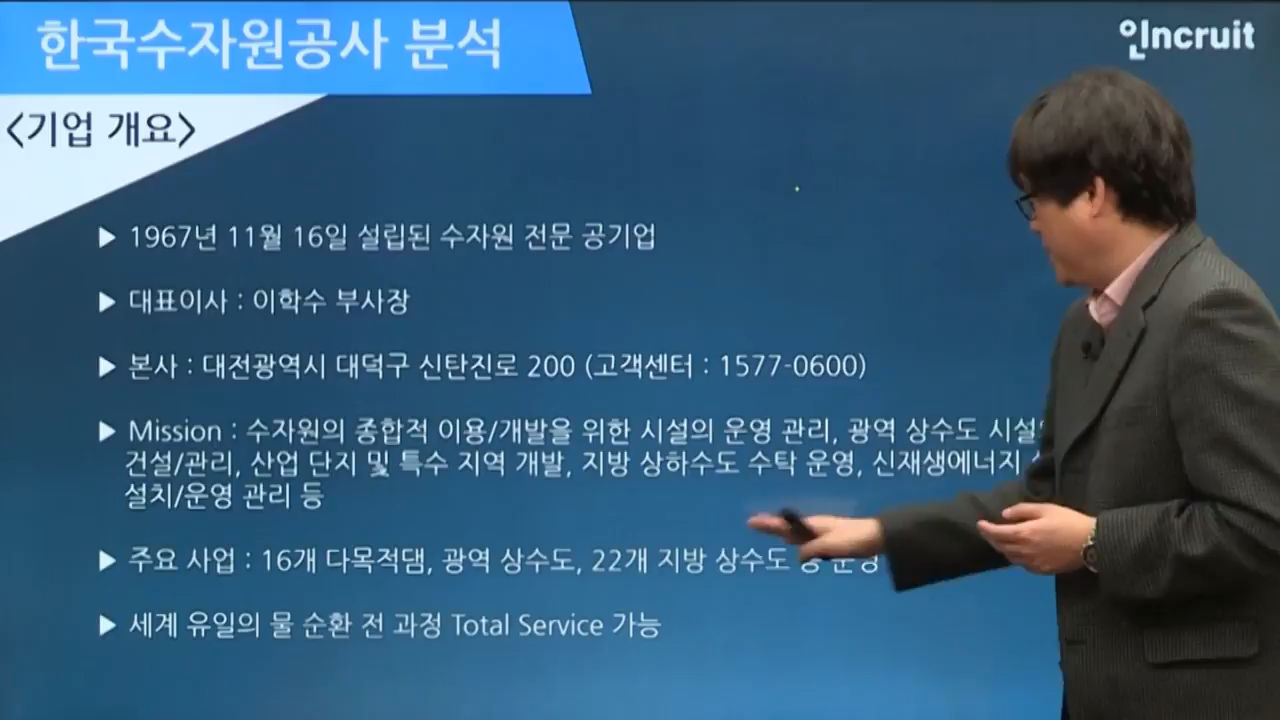 한국수자원공사 분석
인Incruit
<기업 개요>
▶ 1967년 11월 16일 설립된 수자원 전문 공기업
▶ 대표이사 : 이학수 부사장
▶ 본사 : 대전광역시 대덕구 신탄진로 200 (고객센터 : 1577-0600)
▶ Mission : 수자원의 종합적 이용/개발을 위한 시설의 운영 관리, 광역 상수도
건설/관리, 산업 단지 및 특수 지역 개발, 지방 상하수도 수탁 운영, 신재생에너지
설치/운영 관리 등
▶ 주요 사업 : 16개 다목적댐, 광역 상수도, 22개 지방 상수도
▶ 세계 유일의 물 순환 전 과정 Total Service 가능